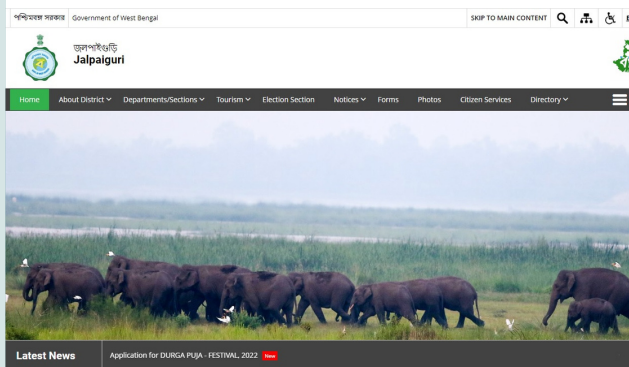 পশ্চিমবঙ্গ সরকার Government of West Bengal SKIP TO MAIN CONTENT
জলপাইগুড়ি
Jalpaiguri
Home About District Departments/Sections Tourism Election Section Notices Forms Photos Citizen Services Directory
Latest News Application for DURGA PUJA - FESTIVAL, 2022 New